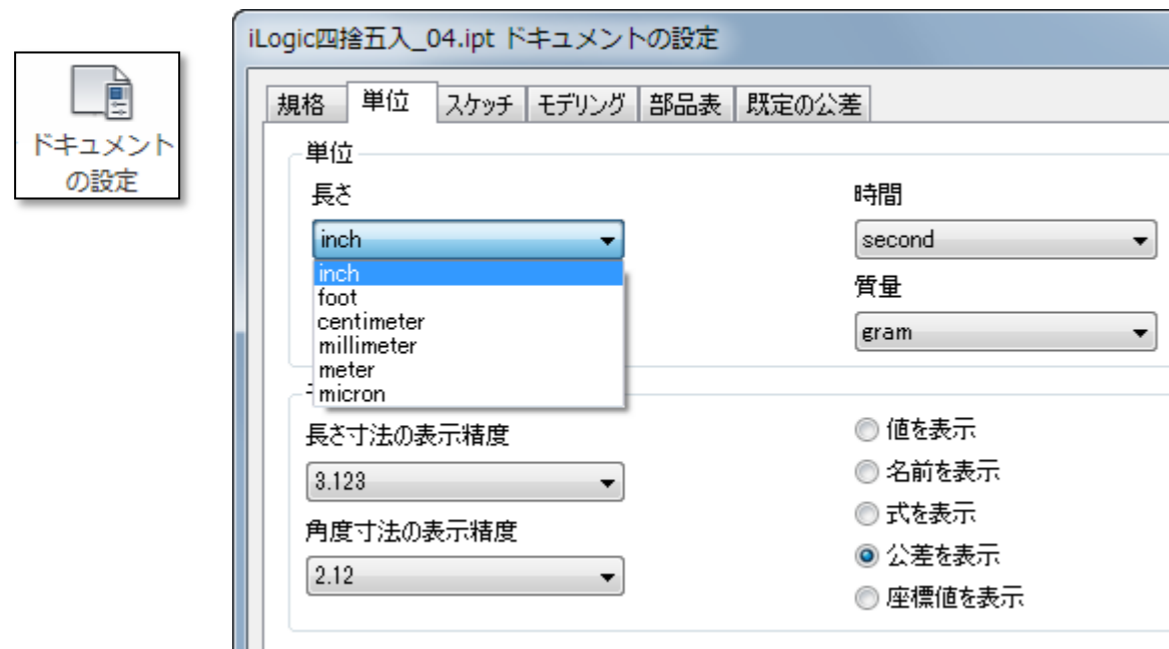 ドキュメント
の設定
iLogic四捨五入_04.ipt ドキュメントの設定
規格 単位 スケッチ モデリング 部品表 既定の公差
単位
長さ
inch
inch
foot
centimeter
millimeter
meter
micron
時間
second
質量
gram
長さ寸法の表示精度
3.123
角度寸法の表示精度
2.12
値を表示
名前を表示
式を表示
公差を表示
座標値を表示